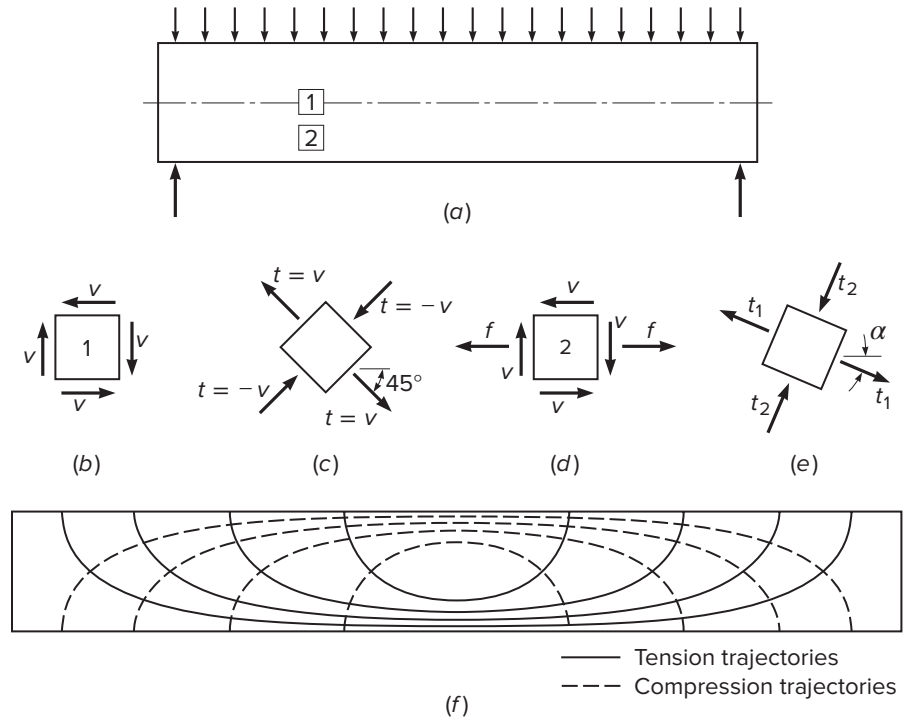 1
2
(a)
v
v
1
v
v
(b)
t = v
t = −v
t = −v
45°
t = v
(c)
v
f
v
2
v
f
v
(d)
t2
t1
α
t2
t1
(e)
Tension trajectories
Compression trajectories
(f)